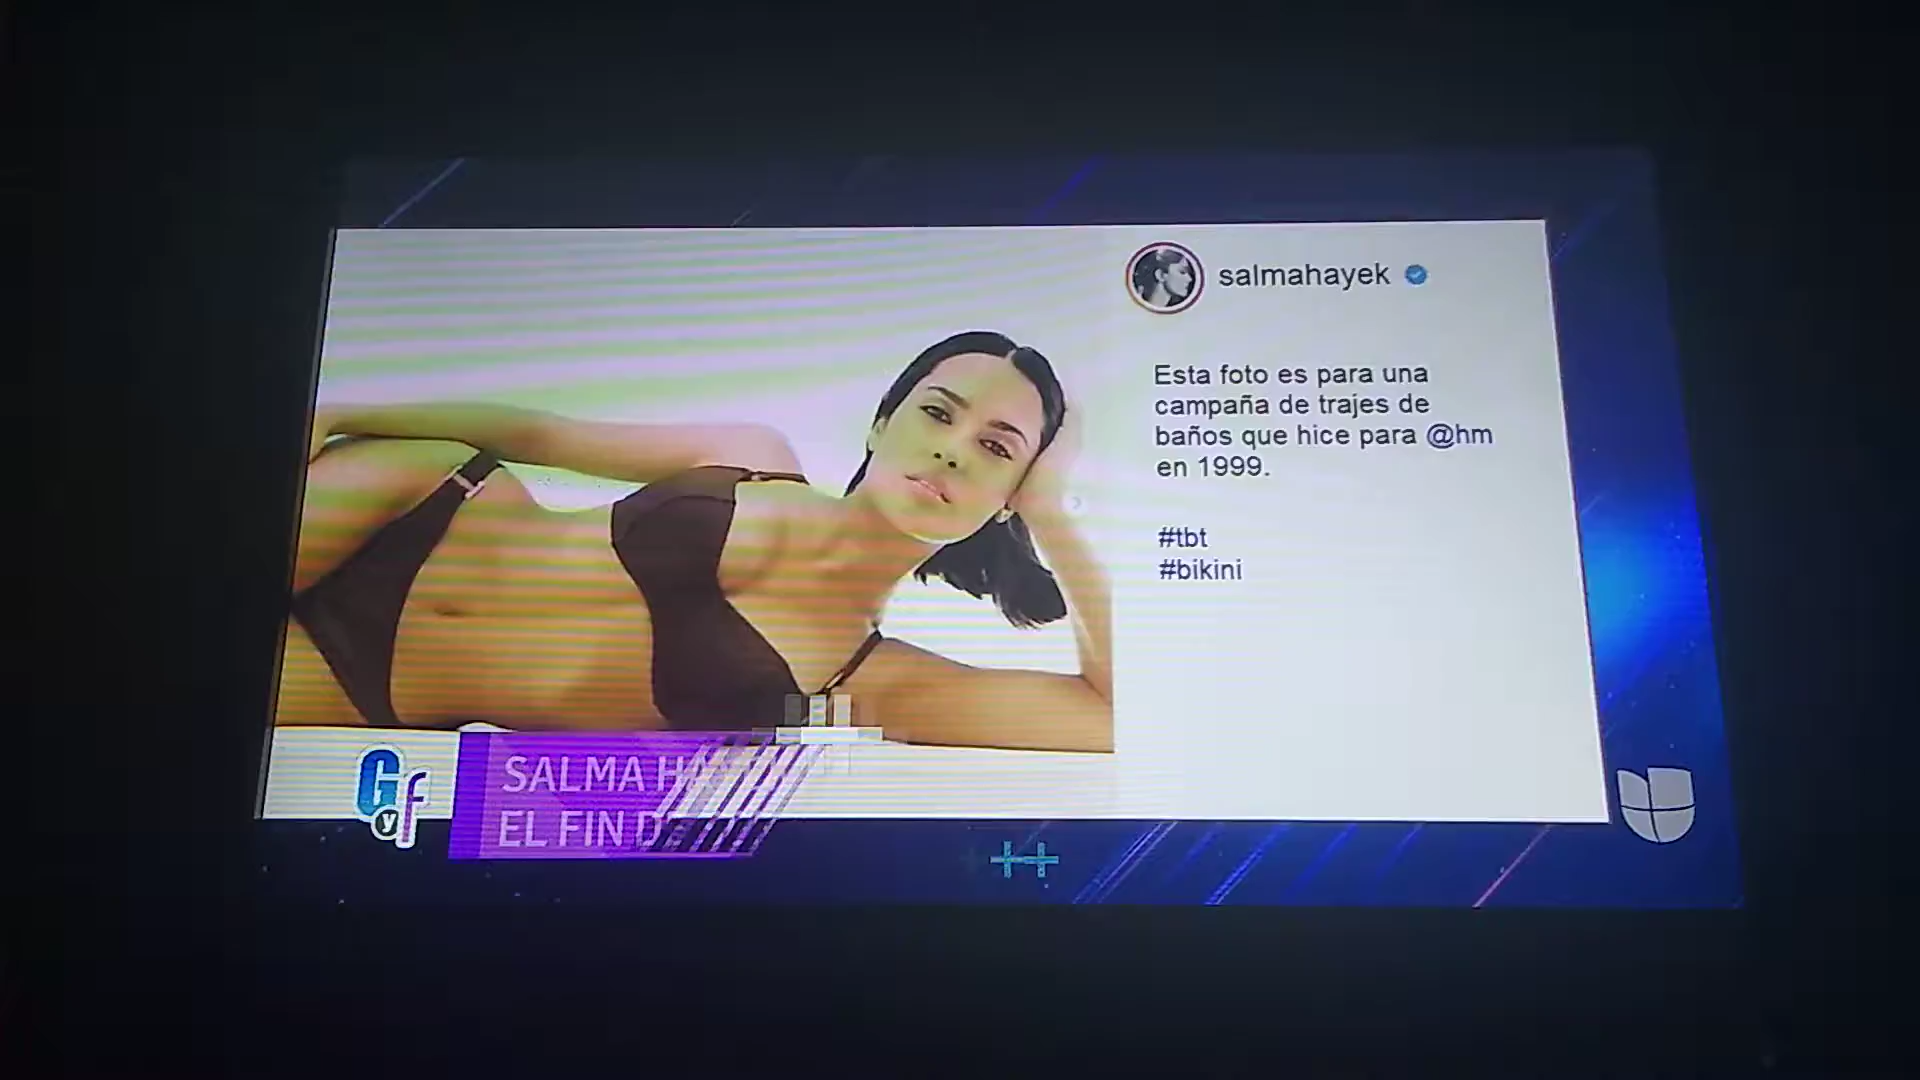 salmahayek
Esta foto es para una
campaña de trajes de
baños que hice para @hm
en 1999.
#tbt
#bikini
GyF
SALMA
EL FIN